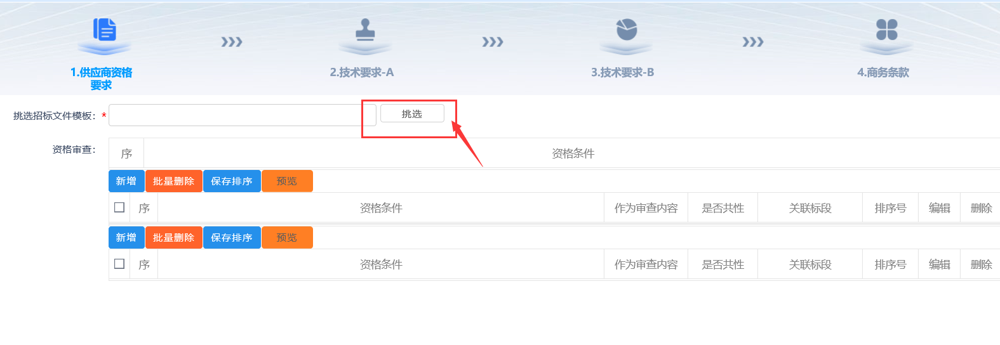 1.供应商资格
要求
2.技术要求-A
3.技术要求-B
4.商务条款
挑选招标文件模板：*
挑选
资格审查：
序 资格条件
新增 批量删除 保存排序 预览
序 资格条件 作为审查内容 是否共性 关联标段 排序号 编辑 删除
新增 批量删除 保存排序 预览
序 资格条件 作为审查内容 是否共性 关联标段 排序号 编辑 删除